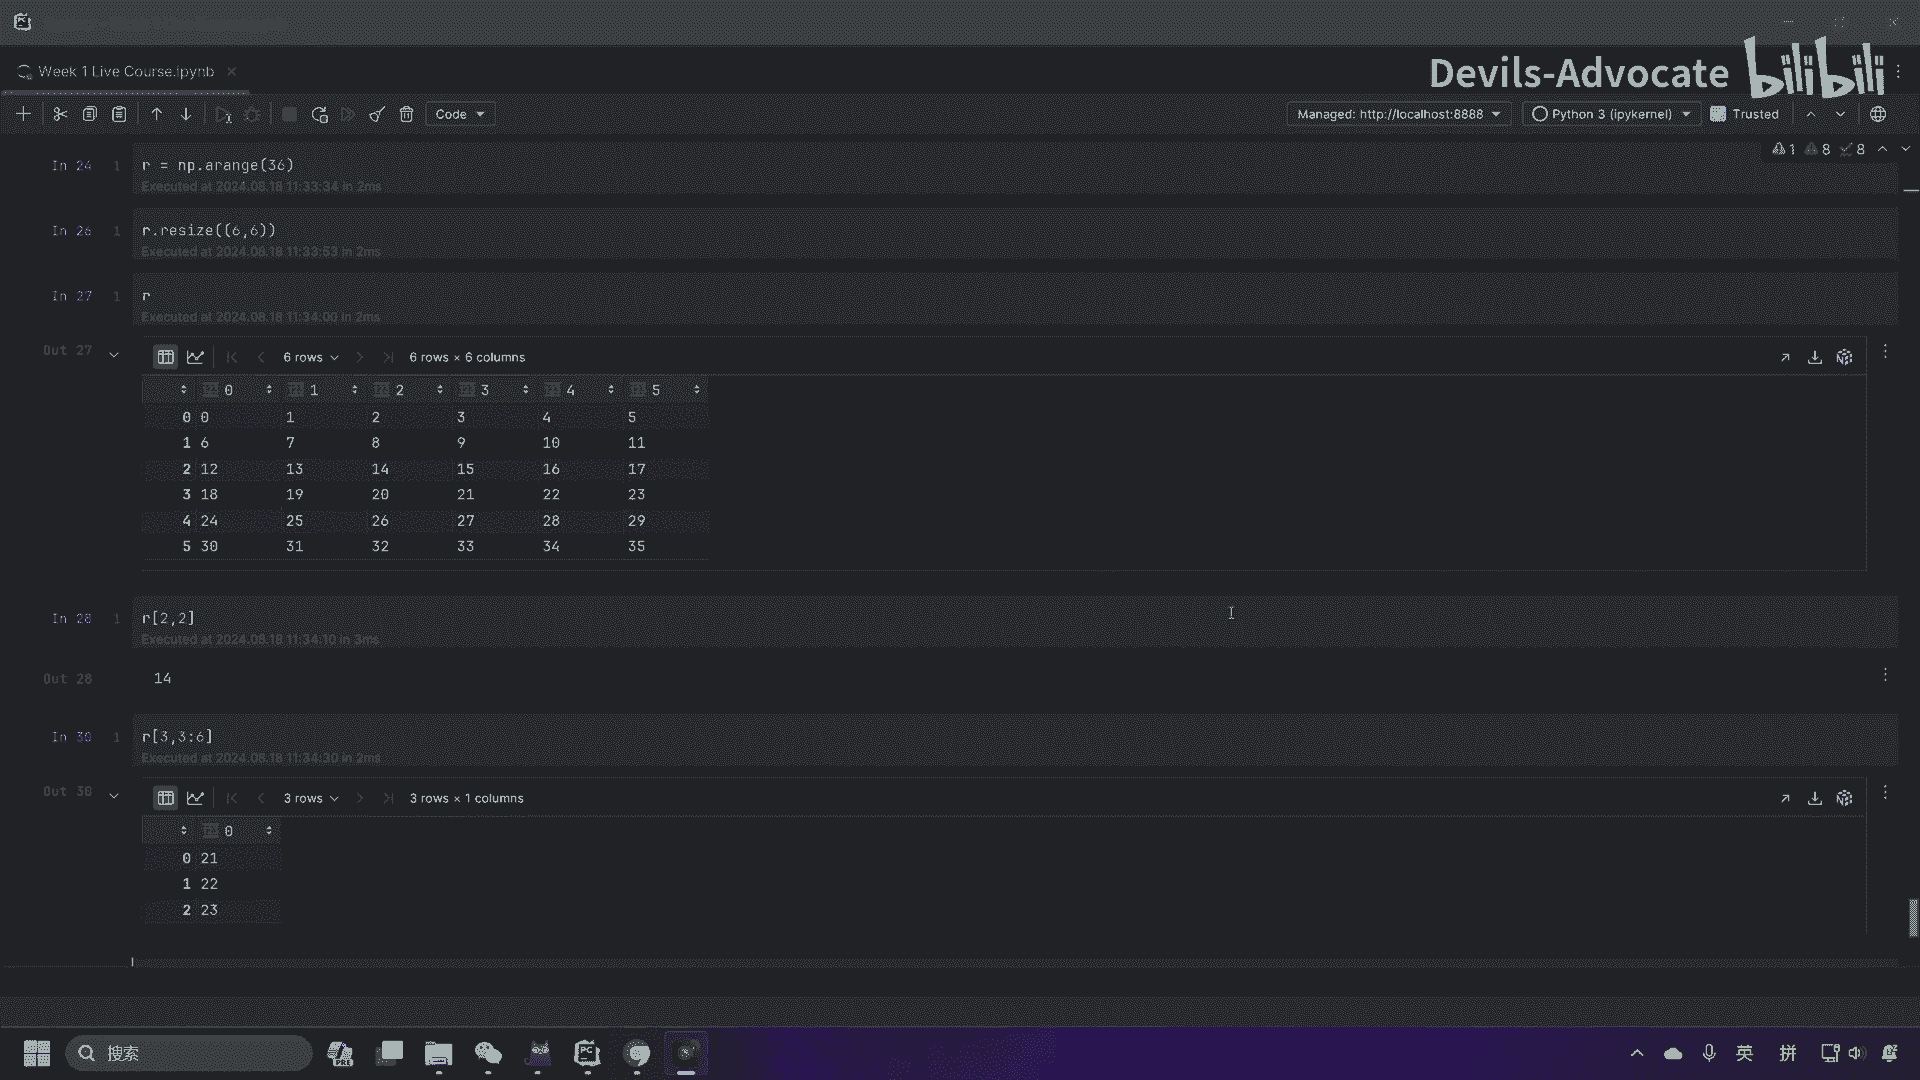 Week 1 Live Course.ipynb
Devils-Advocate bilibili
Code
Managed: http://localhost:8888
Python 3 (ipykernel)
Trusted
1 8 8
In 24 1 r = np.arange(36)
Executed at 2024.08.18 11:33:34 in 2ms
In 26 1 r.resize((6,6))
Executed at 2024.08.18 11:33:53 in 2ms
In 27 1 r
Executed at 2024.08.18 11:34:00 in 2ms
Out 27
6 rows 6 rows × 6 columns
0 1 2 3 4 5
0 0 1 2 3 4 5
1 6 7 8 9 10 11
2 12 13 14 15 16 17
3 18 19 20 21 22 23
4 24 25 26 27 28 29
5 30 31 32 33 34 35
In 28 1 r[2,2]
Executed at 2024.08.18 11:34:10 in 3ms
Out 28 14
In 30 1 r[3,3:6]
Executed at 2024.08.18 11:34:30 in 2ms
Out 30
3 rows 3 rows × 1 columns
0
0 21
1 22
2 23
搜索
英 拼